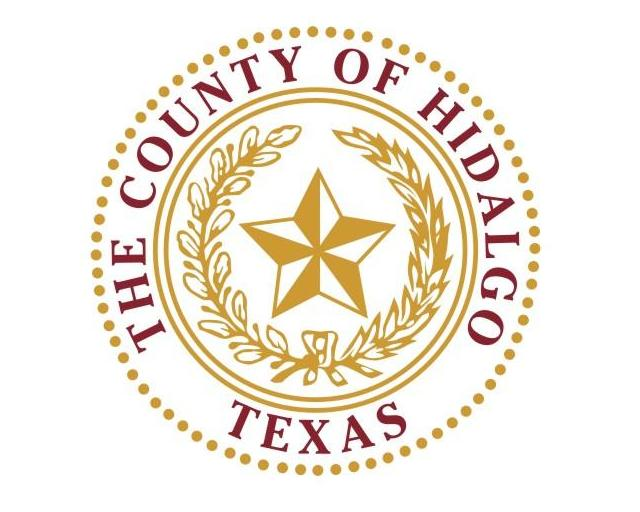 THE COUNTY OF HIDALGO
TEXAS